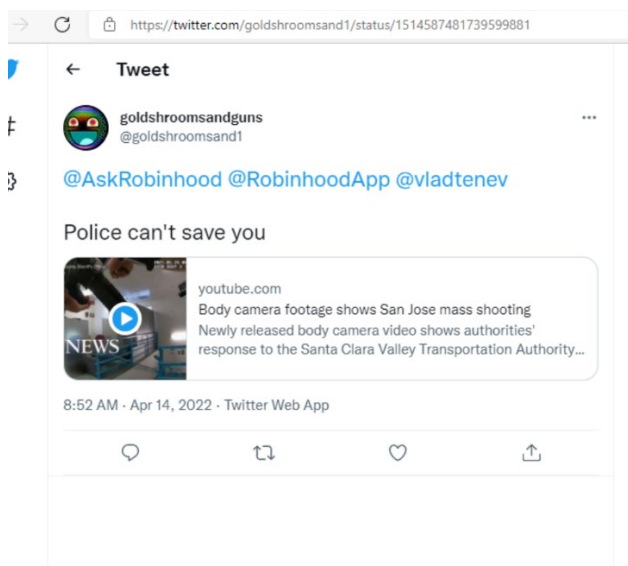 https://twitter.com/goldshroomsand1/status/1514587481739599881
Tweet
goldshroomsandguns
@goldshroomsand1
@AskRobinhood @RobinhoodApp @vladtenev
Police can't save you
youtube.com
Body camera footage shows San Jose mass shooting
Newly released body camera video shows authorities'
response to the Santa Clara Valley Transportation Authority...
NEWS
8:52 AM · Apr 14, 2022 · Twitter Web App